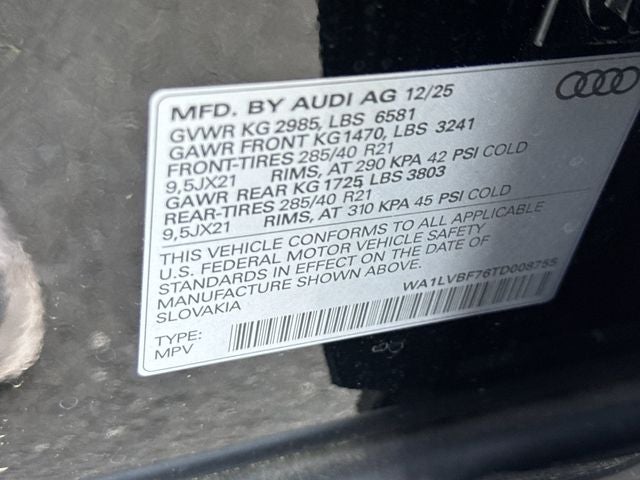 MFD. BY AUDI AG 12/25
GVWR KG 2985, LBS 6581
GAWR FRONT KG1470, LBS 3241
FRONT-TIRES 285/40 R21
9,5JX21 RIMS, AT 290 KPA 42 PSI COLD
GAWR REAR KG 1725 LBS 3803
REAR-TIRES 285/40 R21
9,5JX21 RIMS, AT 310 KPA 45 PSI COLD
THIS VEHICLE CONFORMS TO ALL APPLICABLE
U.S. FEDERAL MOTOR VEHICLE SAFETY
STANDARDS IN EFFECT ON THE DATE OF
MANUFACTURE SHOWN ABOVE.
SLOVAKIA
WA1LVBF76TD008755
TYPE:
MPV